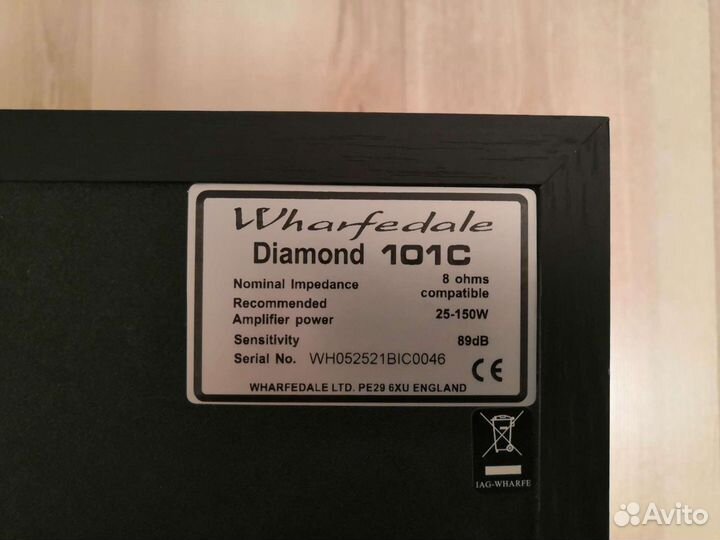 Wharfedale
Diamond 101C
Nominal Impedance 8 ohms compatible
Recommended Amplifier power 25-150W
Sensitivity 89dB
Serial No. WH052521BIC0046
CE
WHARFEDALE LTD. PE29 6XU ENGLAND
IAG-WHARFE
Avito